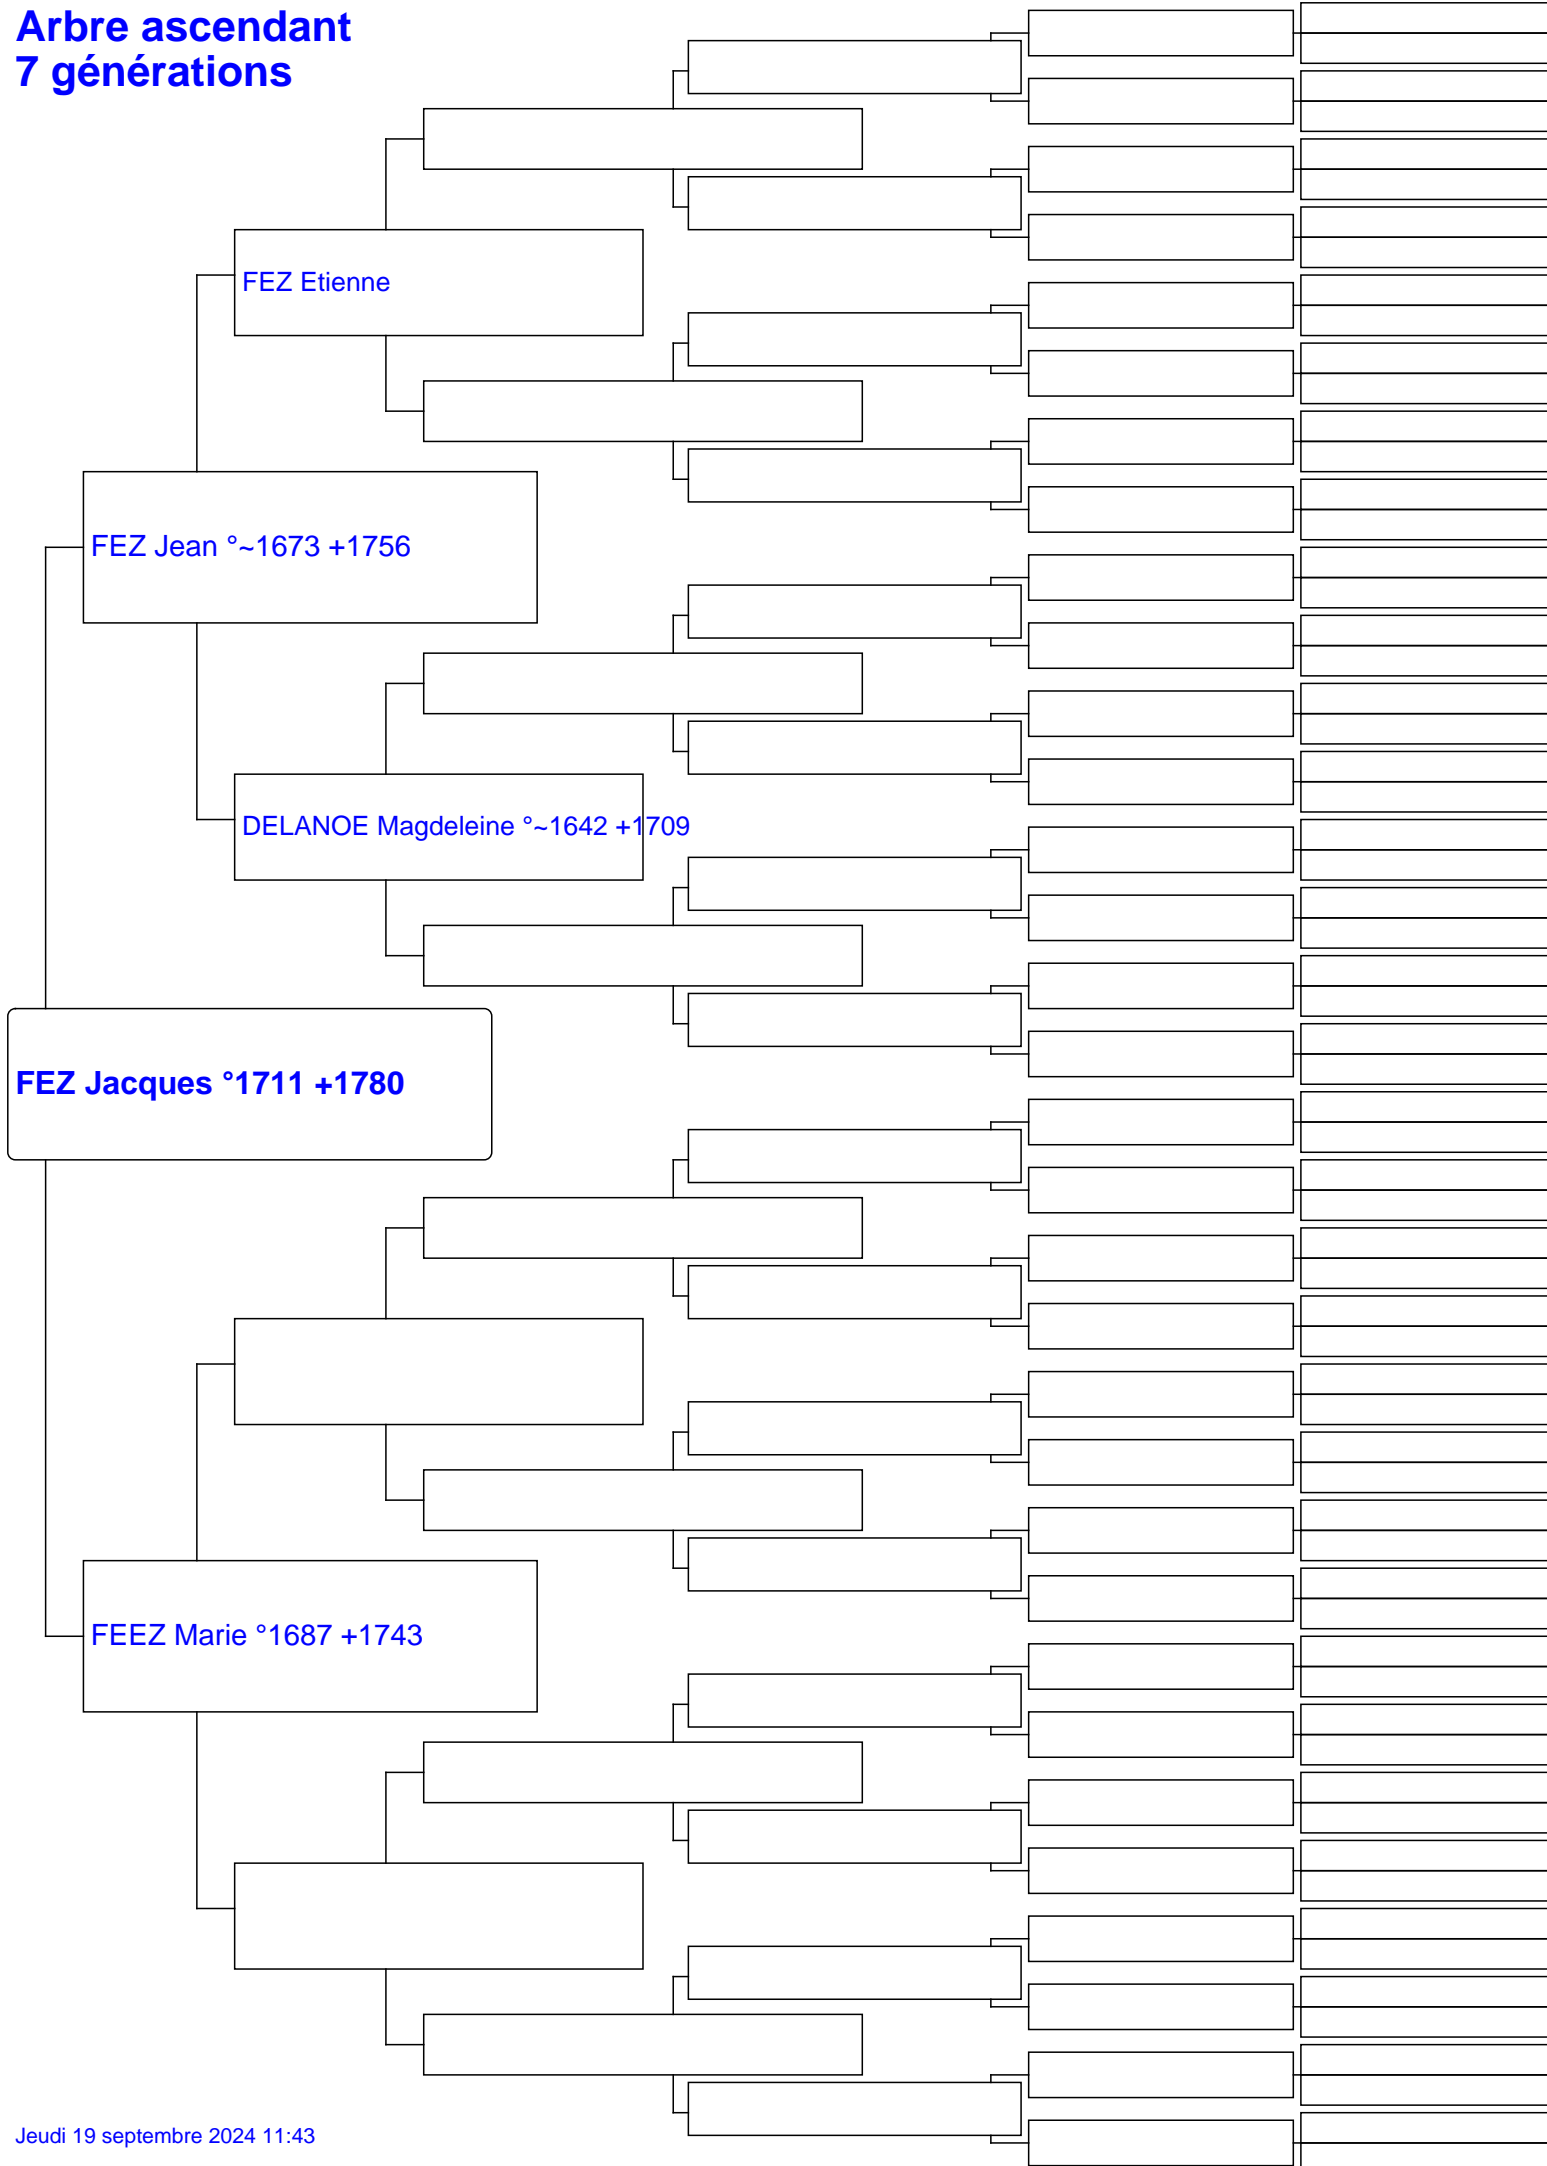 Arbre ascendant
7 générations
FEZ Etienne
FEZ Jean °~1673 +1756
DELANOE Magdeleine °~1642 +1709
FEZ Jacques °1711 +1780
FEEZ Marie °1687 +1743
Jeudi 19 septembre 2024 11:43